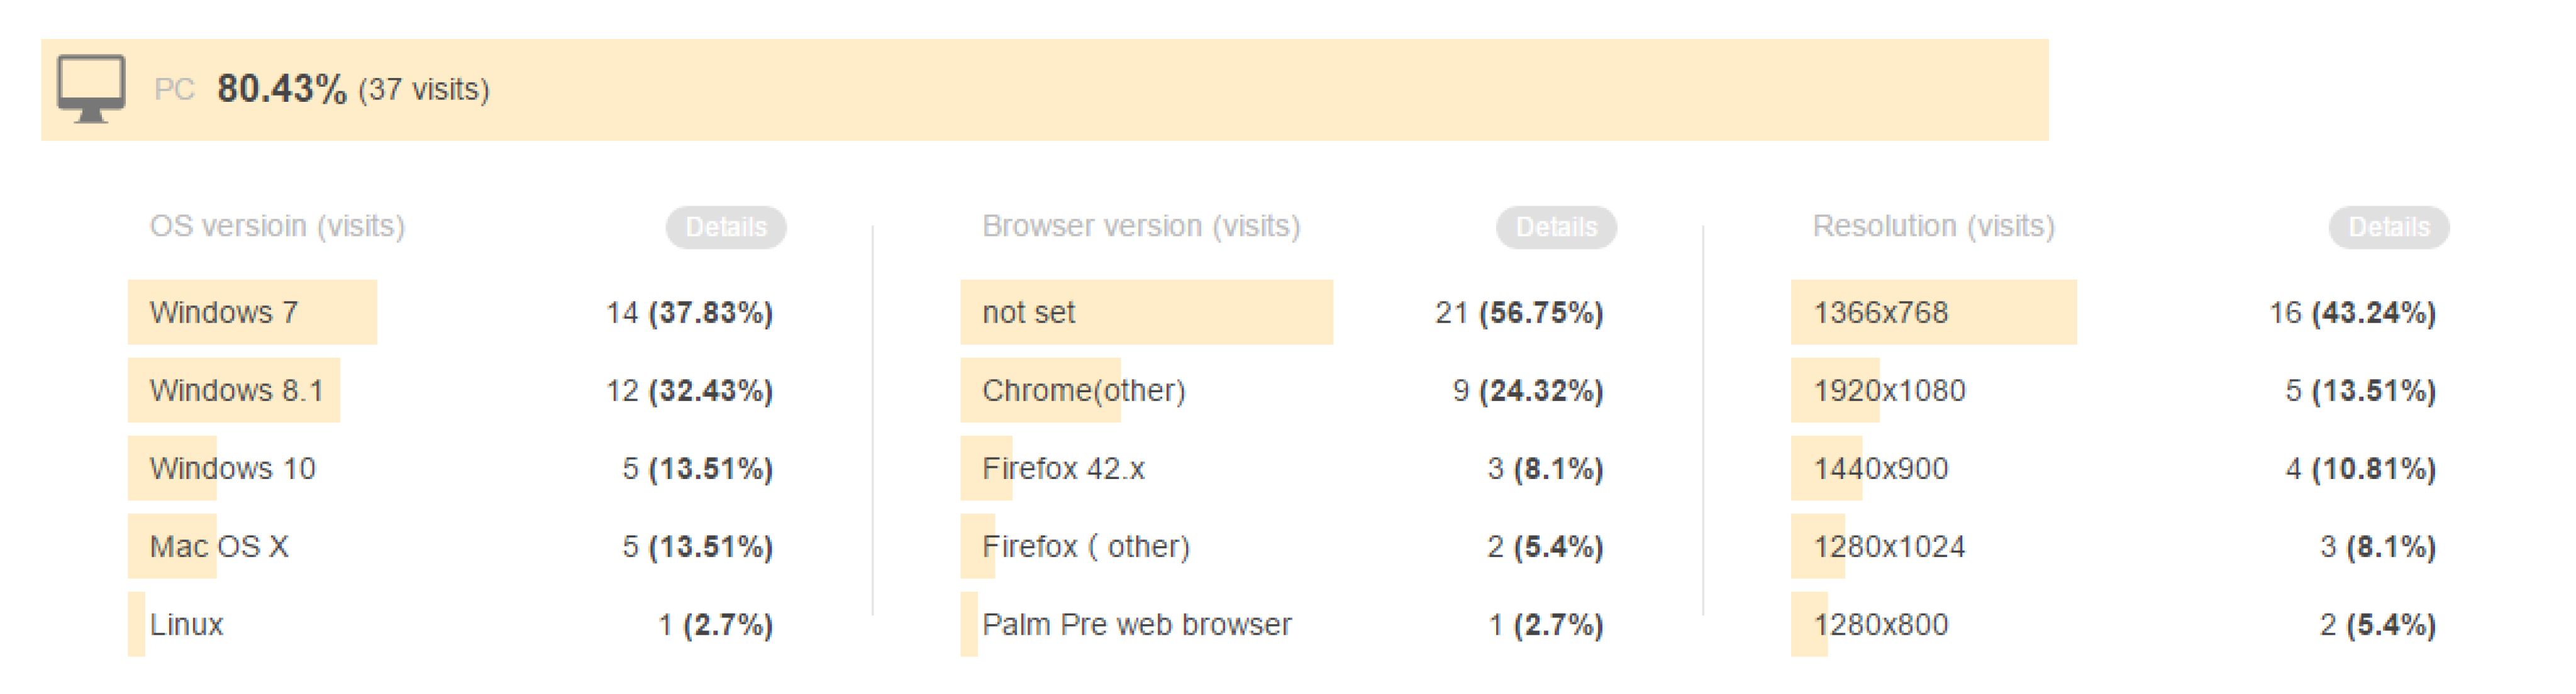 PC 80.43% (37 visits)
OS versioin (visits) Details
Windows 7 14 (37.83%)
Windows 8.1 12 (32.43%)
Windows 10 5 (13.51%)
Mac OS X 5 (13.51%)
Linux 1 (2.7%)
Browser version (visits) Details
not set 21 (56.75%)
Chrome(other) 9 (24.32%)
Firefox 42.x 3 (8.1%)
Firefox ( other) 2 (5.4%)
Palm Pre web browser 1 (2.7%)
Resolution (visits) Details
1366x768 16 (43.24%)
1920x1080 5 (13.51%)
1440x900 4 (10.81%)
1280x1024 3 (8.1%)
1280x800 2 (5.4%)